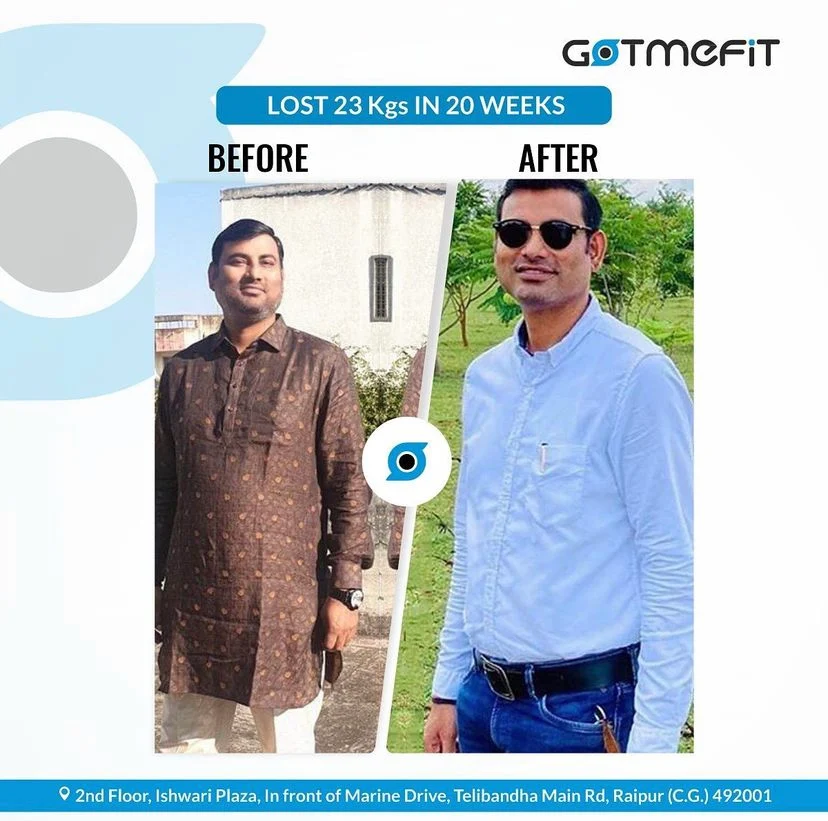 GOTMEFiT
LOST 23 Kgs IN 20 WEEKS
BEFORE
AFTER
2nd Floor, Ishwari Plaza, In front of Marine Drive, Telibandha Main Rd, Raipur (C.G.) 492001